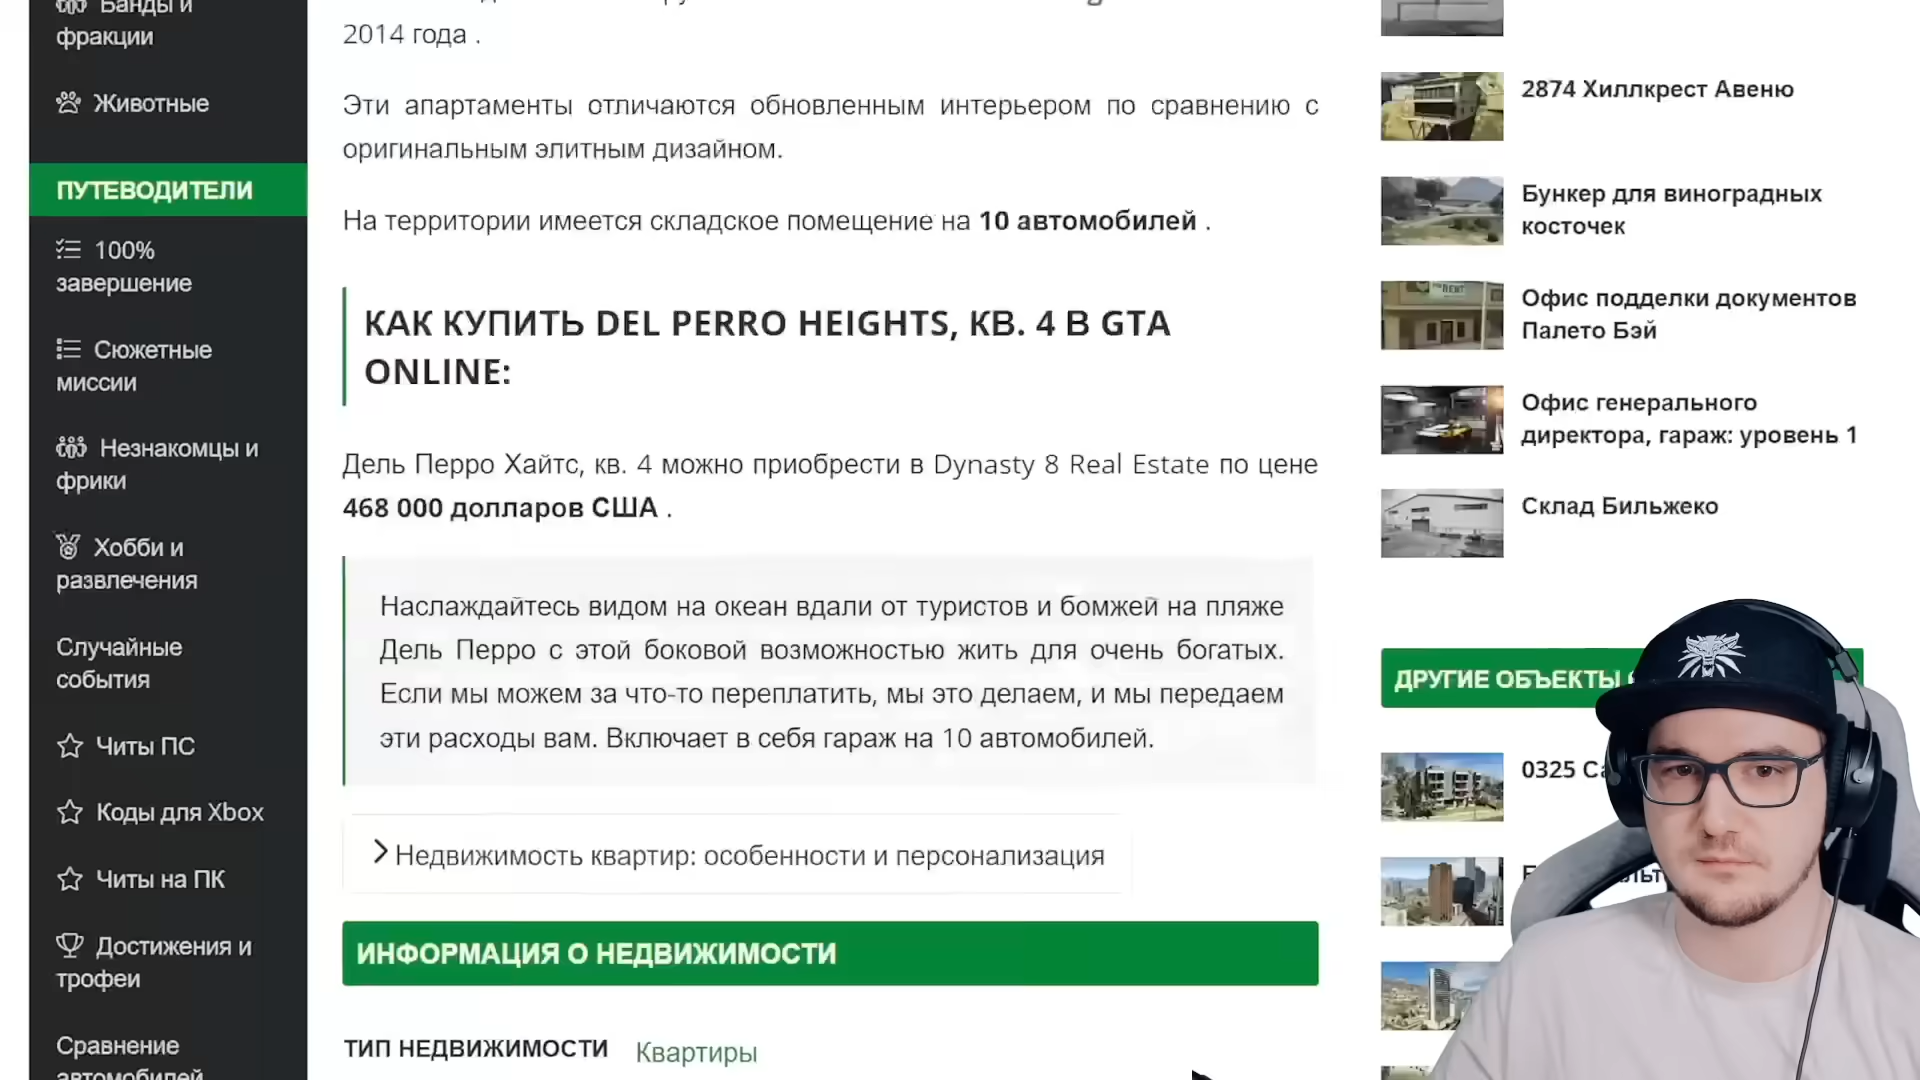 Банды и
фракции
Животные
ПУТЕВОДИТЕЛИ
100%
завершение
Сюжетные
миссии
Незнакомцы и
фрики
Хобби и
развлечения
Случайные
события
Читы ПС
Коды для Xbox
Читы на ПК
Достижения и
трофеи
Сравнение
автомобилей
2014 года .
Эти апартаменты отличаются обновленным интерьером по сравнению с
оригинальным элитным дизайном.
На территории имеется складское помещение на 10 автомобилей .
КАК КУПИТЬ DEL PERRO HEIGHTS, КВ. 4 В GTA
ONLINE:
Дель Перро Хайтс, кв. 4 можно приобрести в Dynasty 8 Real Estate по цене
468 000 долларов США .
Наслаждайтесь видом на океан вдали от туристов и бомжей на пляже
Дель Перро с этой боковой возможностью жить для очень богатых.
Если мы можем за что-то переплатить, мы это делаем, и мы передаем
эти расходы вам. Включает в себя гараж на 10 автомобилей.
Недвижимость квартир: особенности и персонализация
ИНФОРМАЦИЯ О НЕДВИЖИМОСТИ
ТИП НЕДВИЖИМОСТИ Квартиры
2874 Хиллкрест Авеню
Бункер для виноградных
косточек
Офис подделки документов
Палето Бэй
Офис генерального
директора, гараж: уровень 1
Склад Бильжеко
ДРУГИЕ ОБЪЕКТЫ
0325